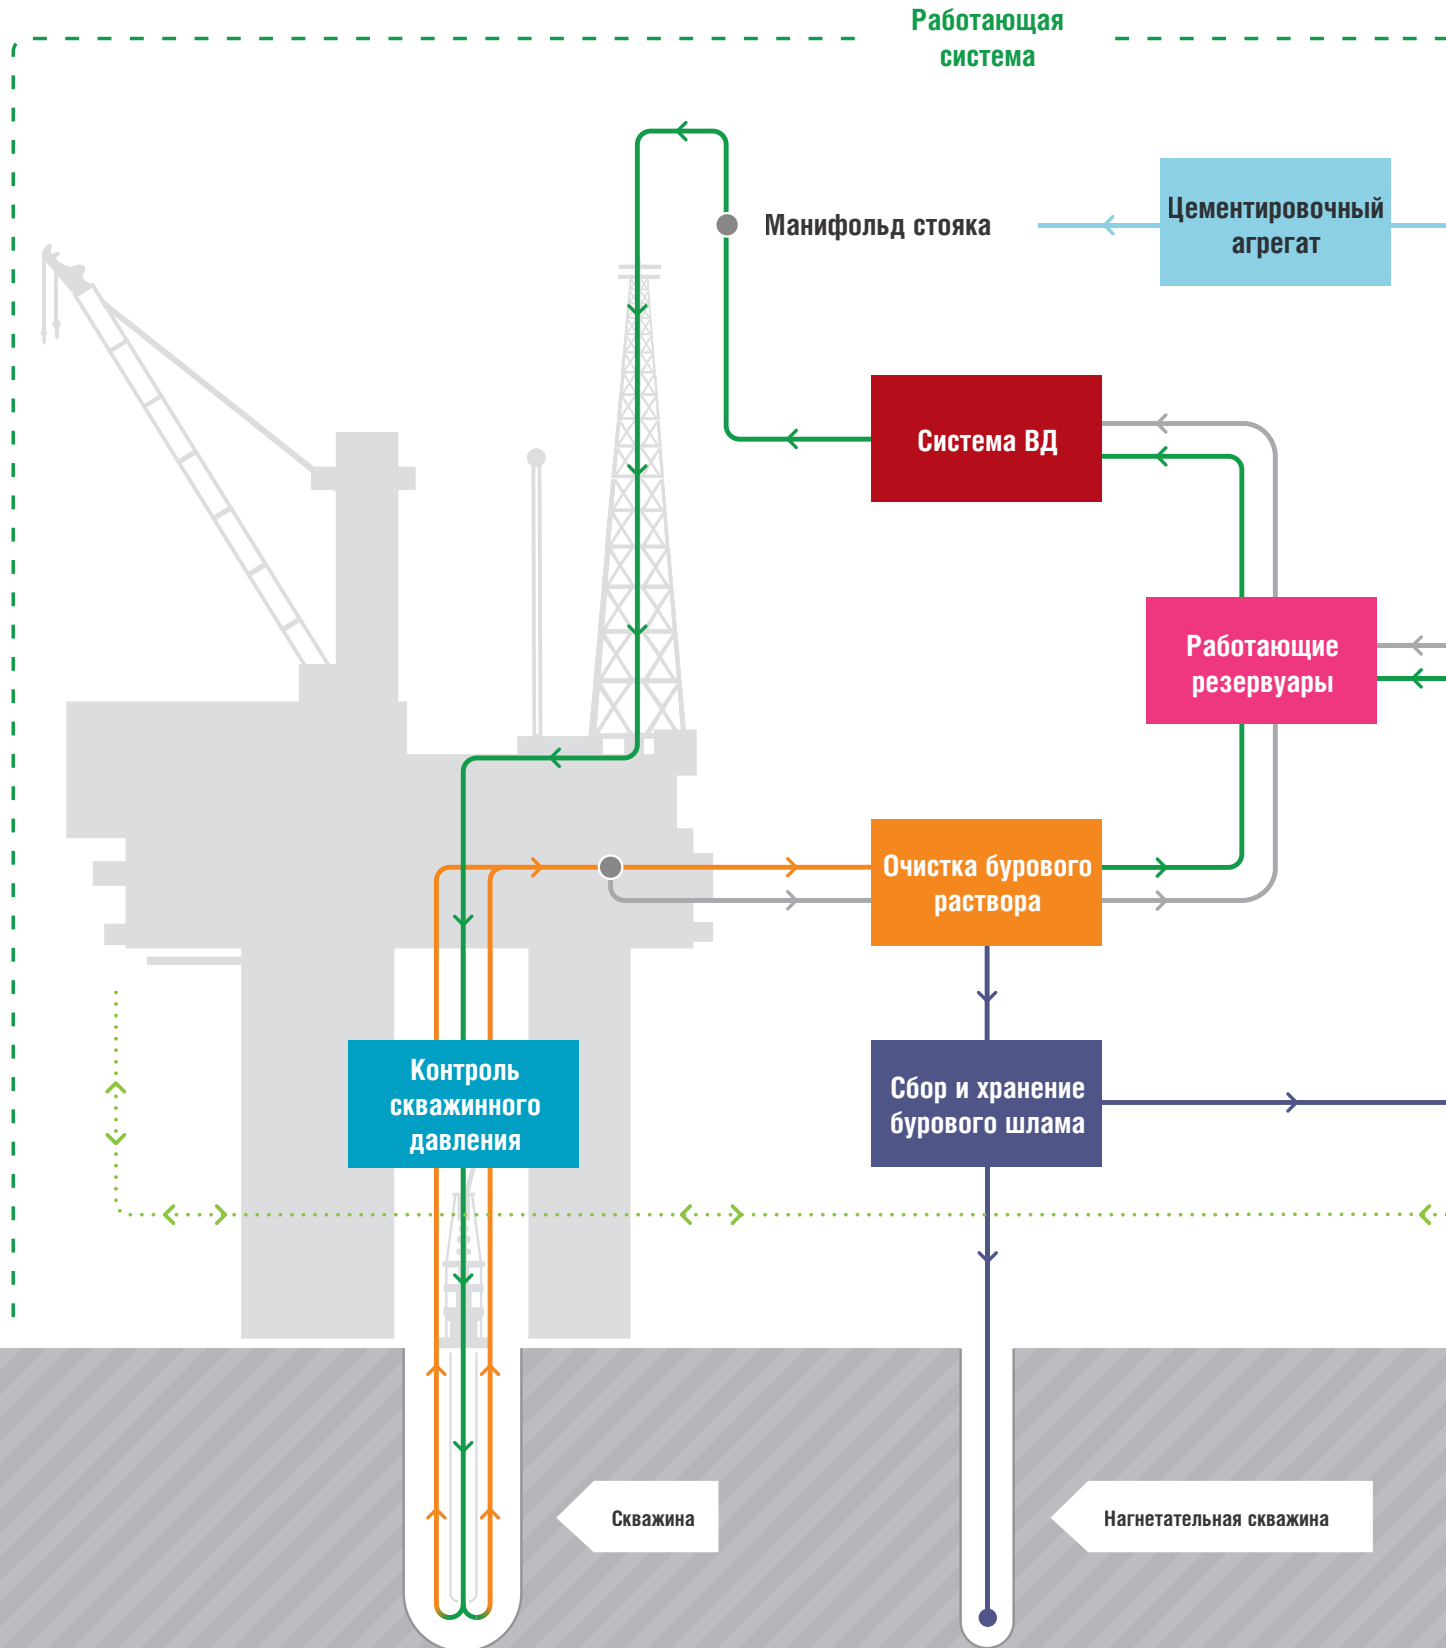 Работающая
система
Манифольд стояка
Цементировочный
агрегат
Система ВД
Работающие
резервуары
Очистка бурового
раствора
Контроль
скважинного
давления
Сбор и хранение
бурового шлама
Скважина
Нагнетательная скважина